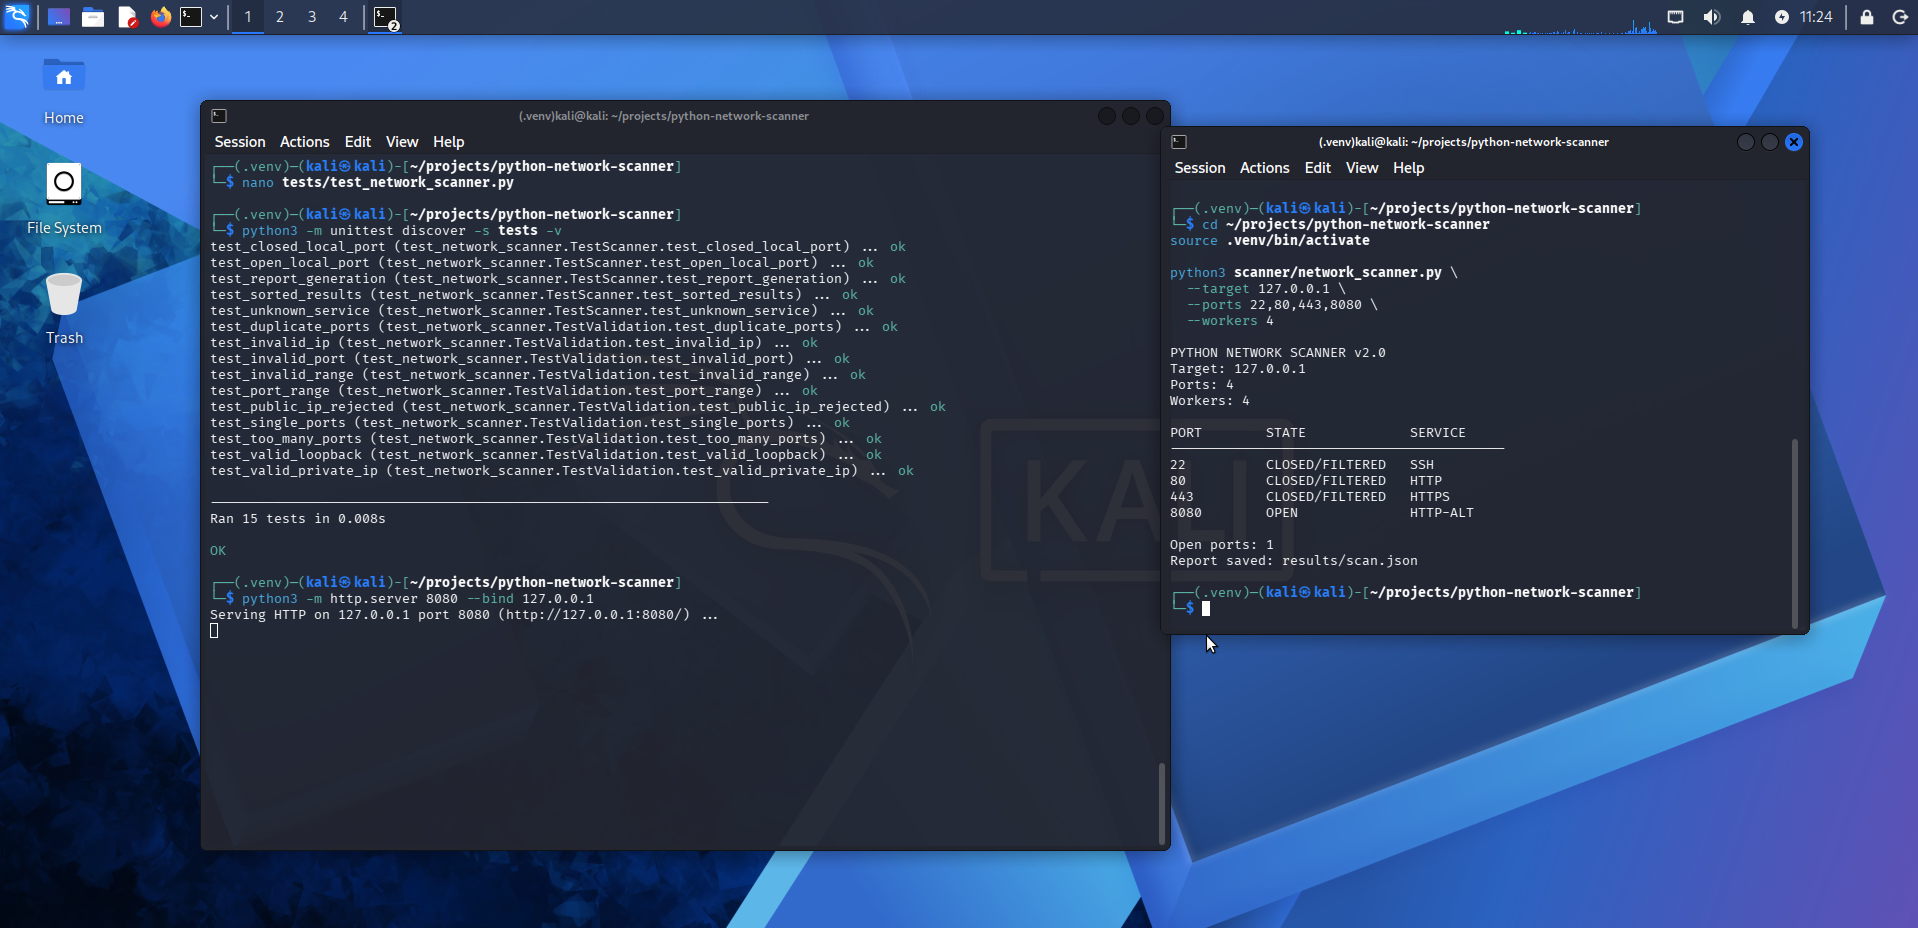 1 2 3 4 2 11:24
Home
File System
Trash
(.venv)kali@kali: ~/projects/python-network-scanner
Session Actions Edit View Help
┌──(.venv)─(kali㉿kali)-[~/projects/python-network-scanner]
└─$ nano tests/test_network_scanner.py
┌──(.venv)─(kali㉿kali)-[~/projects/python-network-scanner]
└─$ python3 -m unittest discover -s tests -v
test_closed_local_port (test_network_scanner.TestScanner.test_closed_local_port) ... ok
test_open_local_port (test_network_scanner.TestScanner.test_open_local_port) ... ok
test_report_generation (test_network_scanner.TestScanner.test_report_generation) ... ok
test_sorted_results (test_network_scanner.TestScanner.test_sorted_results) ... ok
test_unknown_service (test_network_scanner.TestScanner.test_unknown_service) ... ok
test_duplicate_ports (test_network_scanner.TestValidation.test_duplicate_ports) ... ok
test_invalid_ip (test_network_scanner.TestValidation.test_invalid_ip) ... ok
test_invalid_port (test_network_scanner.TestValidation.test_invalid_port) ... ok
test_invalid_range (test_network_scanner.TestValidation.test_invalid_range) ... ok
test_port_range (test_network_scanner.TestValidation.test_port_range) ... ok
test_public_ip_rejected (test_network_scanner.TestValidation.test_public_ip_rejected) ... ok
test_single_ports (test_network_scanner.TestValidation.test_single_ports) ... ok
test_too_many_ports (test_network_scanner.TestValidation.test_too_many_ports) ... ok
test_valid_loopback (test_network_scanner.TestValidation.test_valid_loopback) ... ok
test_valid_private_ip (test_network_scanner.TestValidation.test_valid_private_ip) ... ok
Ran 15 tests in 0.008s
OK
┌──(.venv)─(kali㉿kali)-[~/projects/python-network-scanner]
└─$ python3 -m http.server 8080 --bind 127.0.0.1
Serving HTTP on 127.0.0.1 port 8080 (http://127.0.0.1:8080/) ...
KALI
(.venv)kali@kali: ~/projects/python-network-scanner
Session Actions Edit View Help
┌──(.venv)─(kali㉿kali)-[~/projects/python-network-scanner]
└─$ cd ~/projects/python-network-scanner
source .venv/bin/activate
python3 scanner/network_scanner.py \
--target 127.0.0.1 \
--ports 22,80,443,8080 \
--workers 4
PYTHON NETWORK SCANNER v2.0
Target: 127.0.0.1
Ports: 4
Workers: 4
PORT STATE SERVICE
22 CLOSED/FILTERED SSH
80 CLOSED/FILTERED HTTP
443 CLOSED/FILTERED HTTPS
8080 OPEN HTTP-ALT
Open ports: 1
Report saved: results/scan.json
┌──(.venv)─(kali㉿kali)-[~/projects/python-network-scanner]
└─$